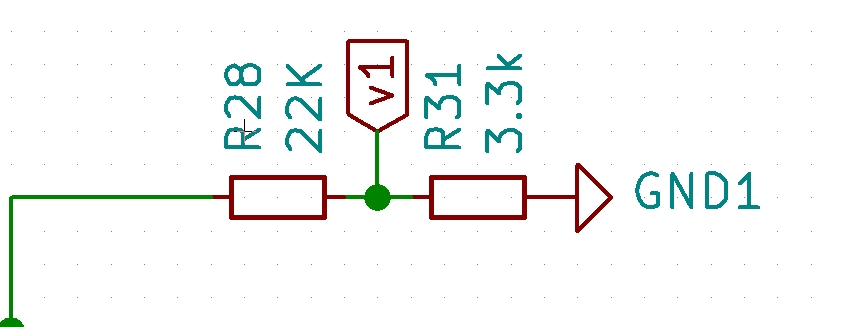 R28
22K
v1
R31
3.3k
GND1